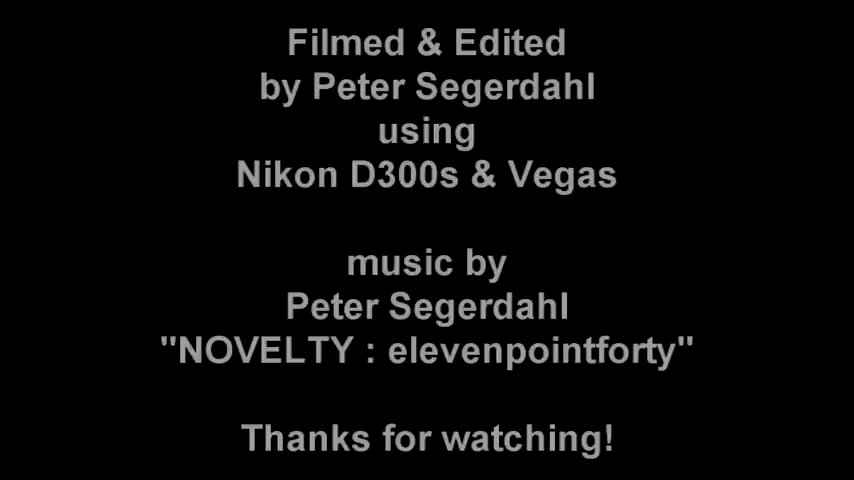 Filmed & Edited
by Peter Segerdahl
using
Nikon D300s & Vegas
music by
Peter Segerdahl
"NOVELTY : elevenpointforty"
Thanks for watching!